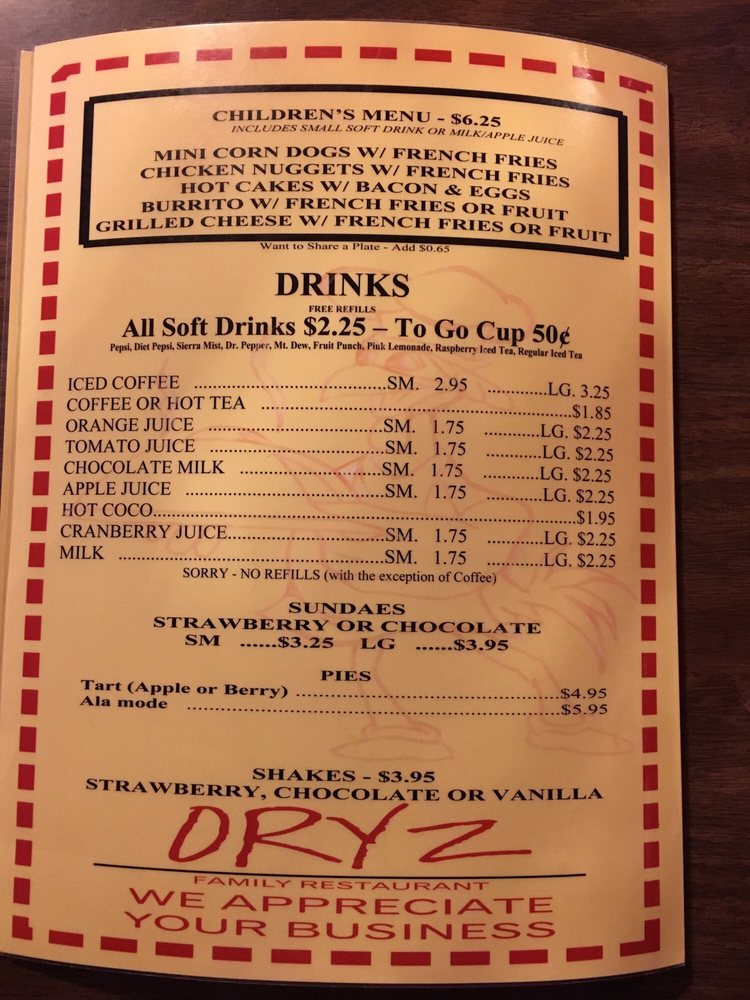 CHILDREN'S MENU - $6.25
INCLUDES SMALL SOFT DRINK OR MILK/APPLE JUICE
MINI CORN DOGS W/ FRENCH FRIES
CHICKEN NUGGETS W/ FRENCH FRIES
HOT CAKES W/ BACON & EGGS
BURRITO W/ FRENCH FRIES OR FRUIT
GRILLED CHEESE W/ FRENCH FRIES OR FRUIT
Want to Share a Plate - Add $0.65
DRINKS
FREE REFILLS
All Soft Drinks $2.25 – To Go Cup 50¢
Pepsi, Diet Pepsi, Sierra Mist, Dr. Pepper, Mt. Dew, Fruit Punch, Pink Lemonade, Raspberry Iced Tea, Regular Iced Tea
ICED COFFEE ........................................SM. 2.95 .............LG. 3.25
COFFEE OR HOT TEA .................................................................$1.85
ORANGE JUICE .....................................SM. 1.75 ............LG. $2.25
TOMATO JUICE .....................................SM. 1.75 ............LG. $2.25
CHOCOLATE MILK ..............................SM. 1.75 ............LG. $2.25
APPLE JUICE ..........................................SM. 1.75 ............LG. $2.25
HOT COCO..........................................................................................$1.95
CRANBERRY JUICE.................................SM. 1.75 ............LG. $2.25
MILK ........................................................SM. 1.75 ............LG. $2.25
SORRY - NO REFILLS (with the exception of Coffee)
SUNDAES
STRAWBERRY OR CHOCOLATE
SM ......$3.25 LG ......$3.95
PIES
Tart (Apple or Berry) ..........................................$4.95
Ala mode ............................................................$5.95
SHAKES - $3.95
STRAWBERRY, CHOCOLATE OR VANILLA
ORYZ
FAMILY RESTAURANT
WE APPRECIATE
YOUR BUSINESS